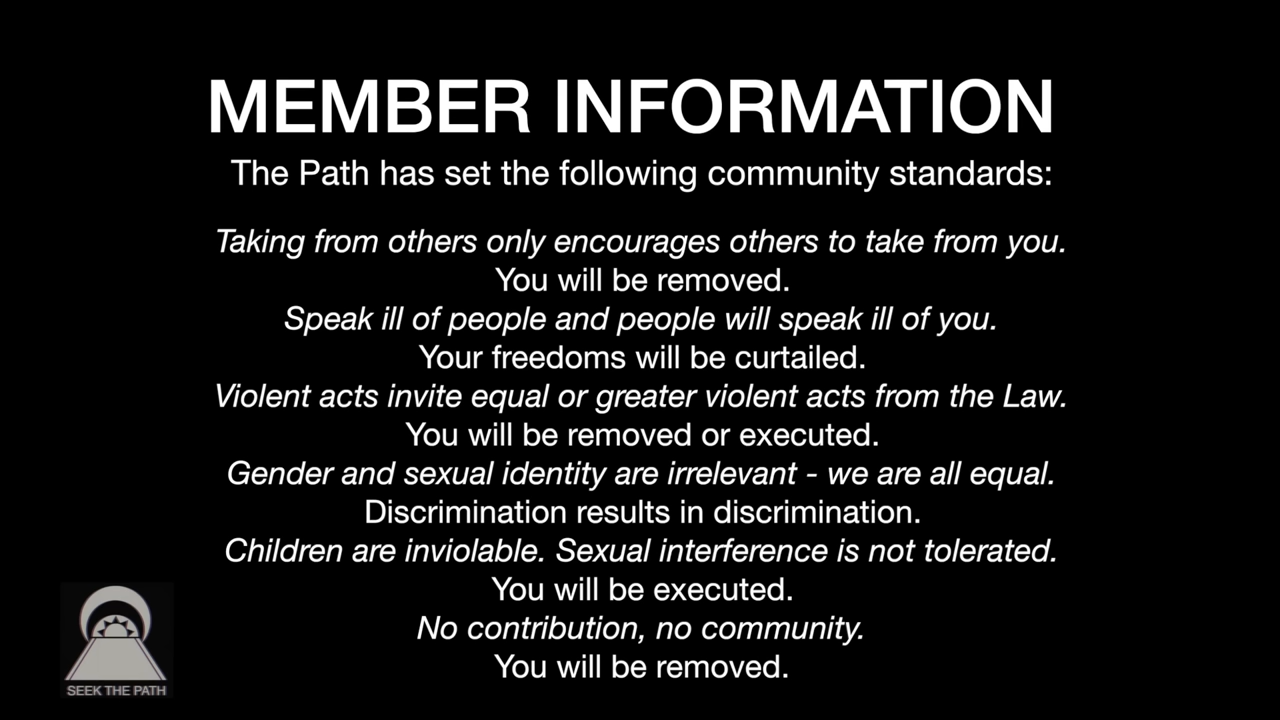 MEMBER INFORMATION
The Path has set the following community standards:
Taking from others only encourages others to take from you.
You will be removed.
Speak ill of people and people will speak ill of you.
Your freedoms will be curtailed.
Violent acts invite equal or greater violent acts from the Law.
You will be removed or executed.
Gender and sexual identity are irrelevant - we are all equal.
Discrimination results in discrimination.
Children are inviolable. Sexual interference is not tolerated.
You will be executed.
No contribution, no community.
You will be removed.
SEEK THE PATH